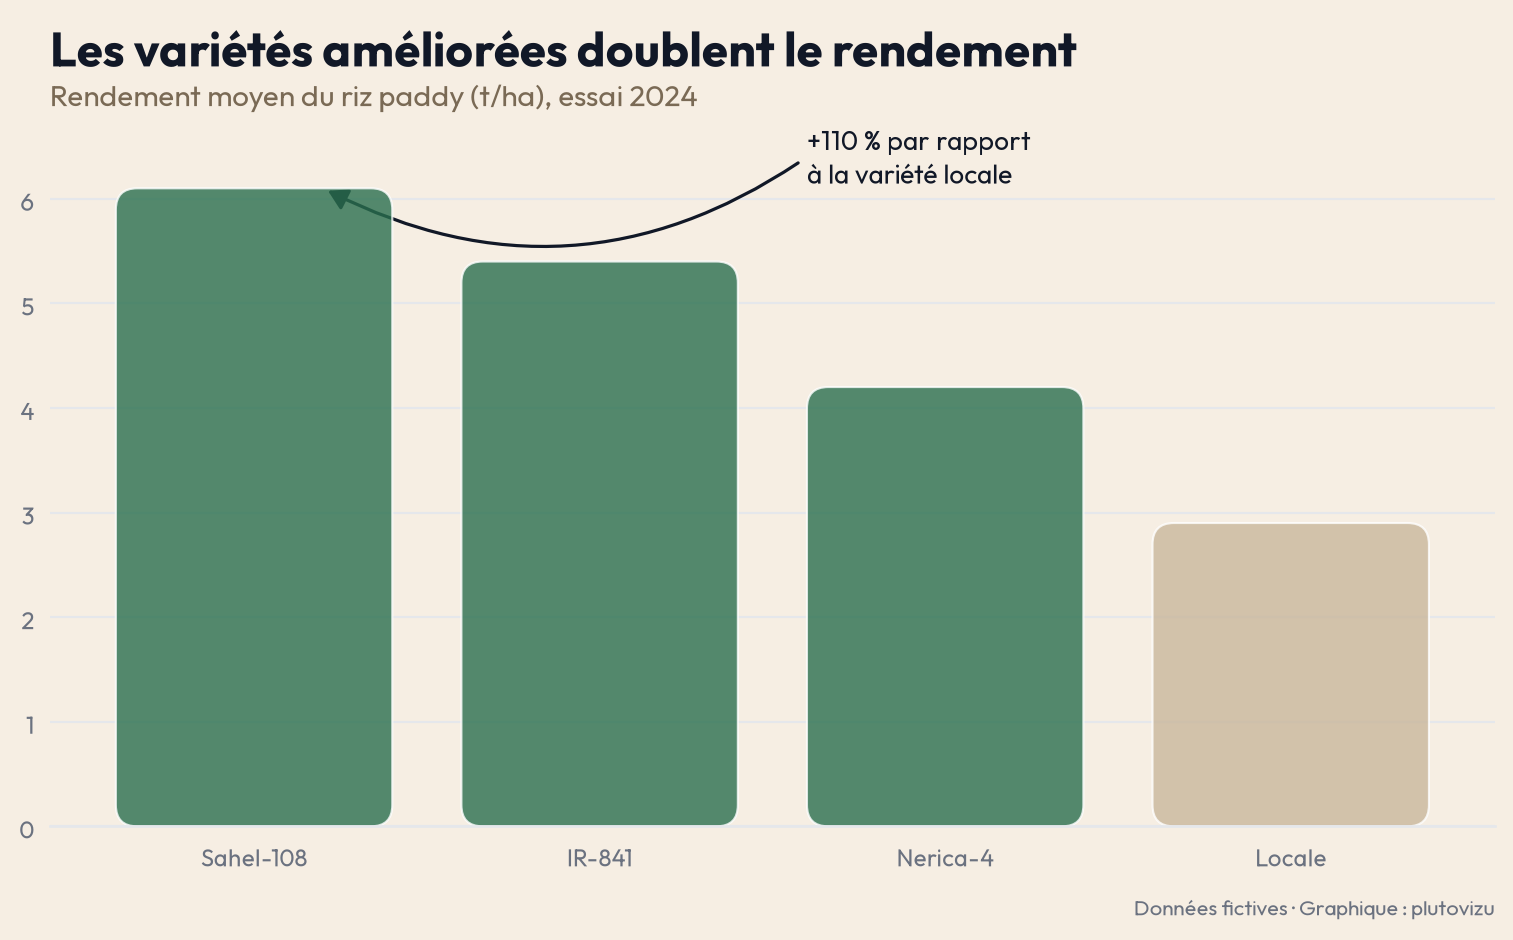 Les variétés améliorées doublent le rendement
Rendement moyen du riz paddy (t/ha), essai 2024
+110 % par rapport
à la variété locale
6
5
4
3
2
1
0
Sahel-108
IR-841
Nerica-4
Locale
Données fictives · Graphique : plutovizu